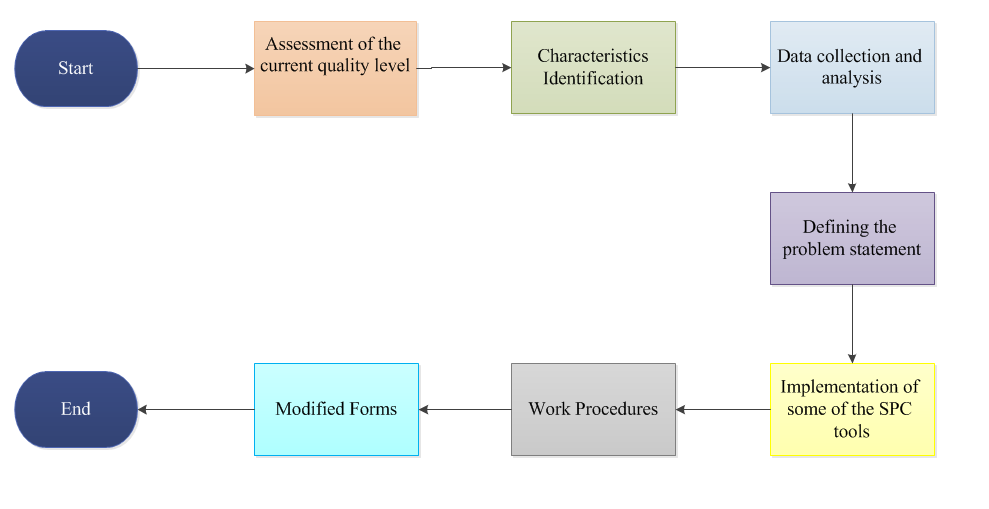 Start
Assessment of the
current quality level
Characteristics
Identification
Data collection and
analysis
Defining the
problem statement
Implementation of
some of the SPC
tools
Work Procedures
Modified Forms
End